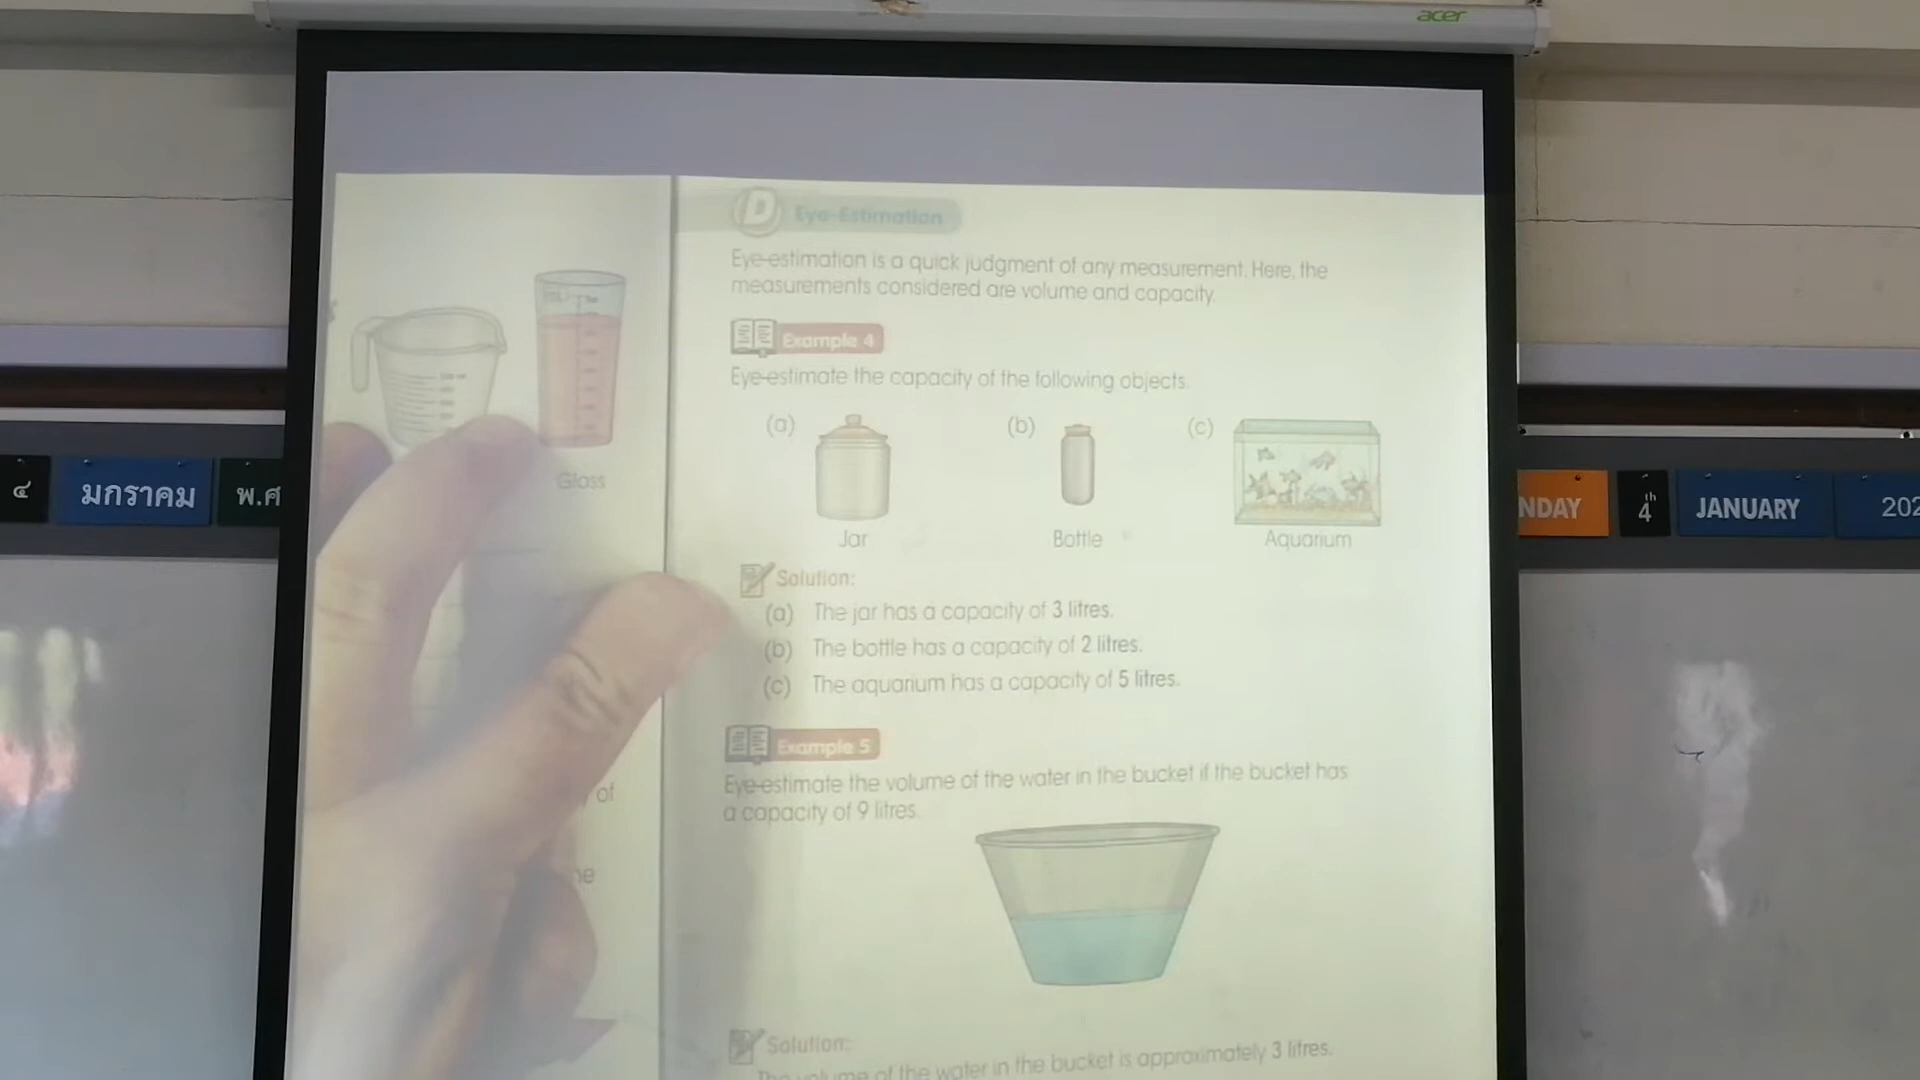 acer
D Eye-Estimation
Eye-estimation is a quick judgment of any measurement. Here, the
measurements considered are volume and capacity.
Example 4
Eye-estimate the capacity of the following objects.
(a) (b) (c)
Jar Bottle Aquarium
Solution:
(a) The jar has a capacity of 3 litres.
(b) The bottle has a capacity of 2 litres.
(c) The aquarium has a capacity of 5 litres.
Example 5
Eye-estimate the volume of the water in the bucket if the bucket has
a capacity of 9 litres.
Solution:
The volume of the water in the bucket is approximately 3 litres.
Glass
of
๔ มกราคม พ.ศ
NDAY 4th JANUARY 202